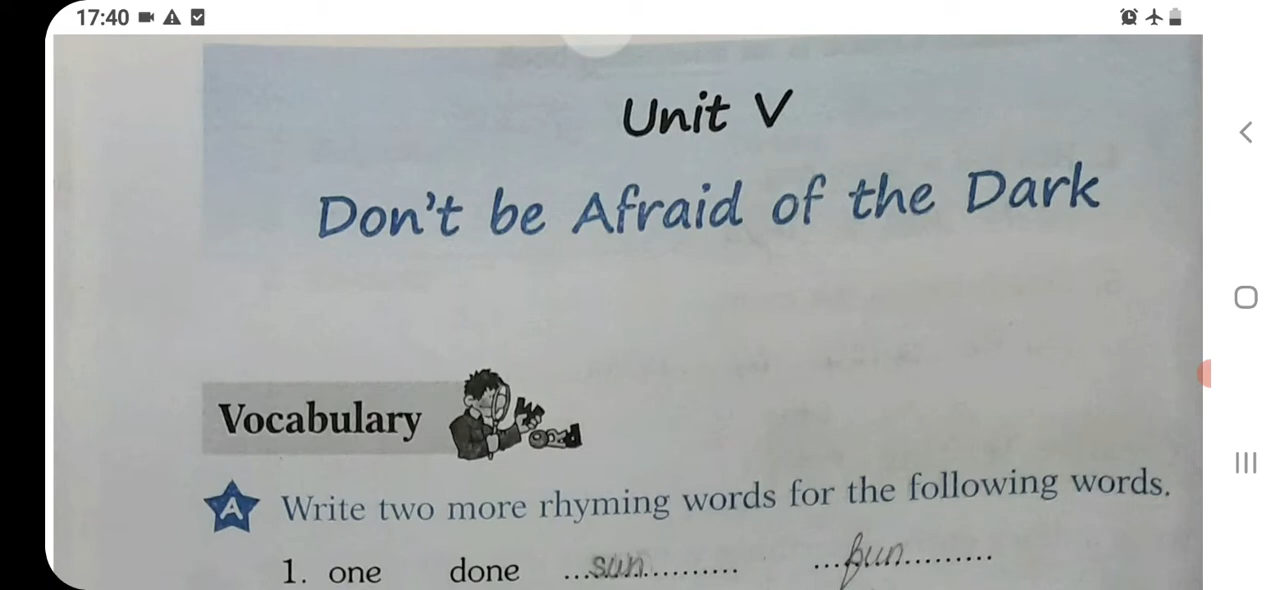 17:40
Unit V
Don't be Afraid of the Dark
Vocabulary
A Write two more rhyming words for the following words.
1. one done ...sun............ ...fun.........